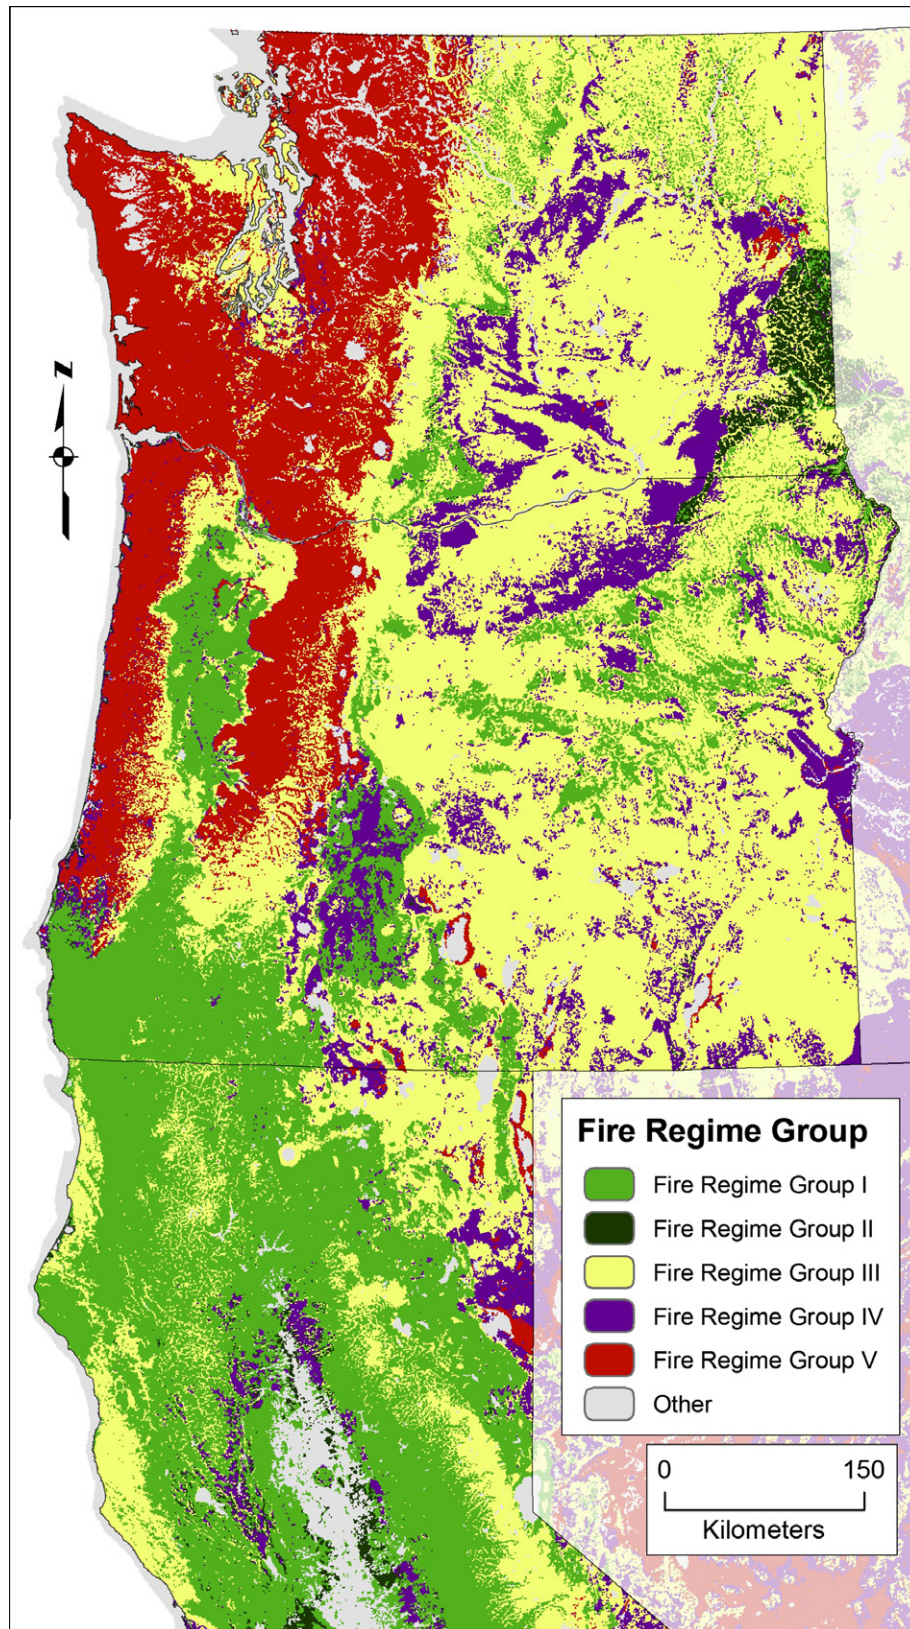 N
Fire Regime Group
Fire Regime Group I
Fire Regime Group II
Fire Regime Group III
Fire Regime Group IV
Fire Regime Group V
Other
0 150
Kilometers